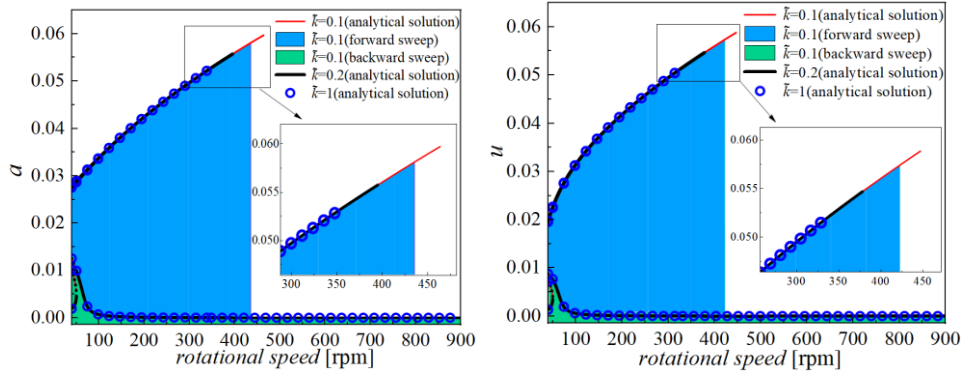 k̃=0.1(analytical solution)
k̃=0.1(forward sweep)
k̃=0.1(backward sweep)
k̃=0.2(analytical solution)
k̃=1(analytical solution)
0.06
0.05
0.04
0.03
0.02
0.01
0.00
a
0.060
0.055
0.050
300 350 400 450
100 200 300 400 500 600 700 800 900
rotational speed [rpm]
k̃=0.1(analytical solution)
k̃=0.1(forward sweep)
k̃=0.1(backward sweep)
k̃=0.2(analytical solution)
k̃=1(analytical solution)
0.06
0.05
0.04
0.03
0.02
0.01
0.00
u
0.060
0.055
0.050
300 350 400 450
100 200 300 400 500 600 700 800 900
rotational speed [rpm]